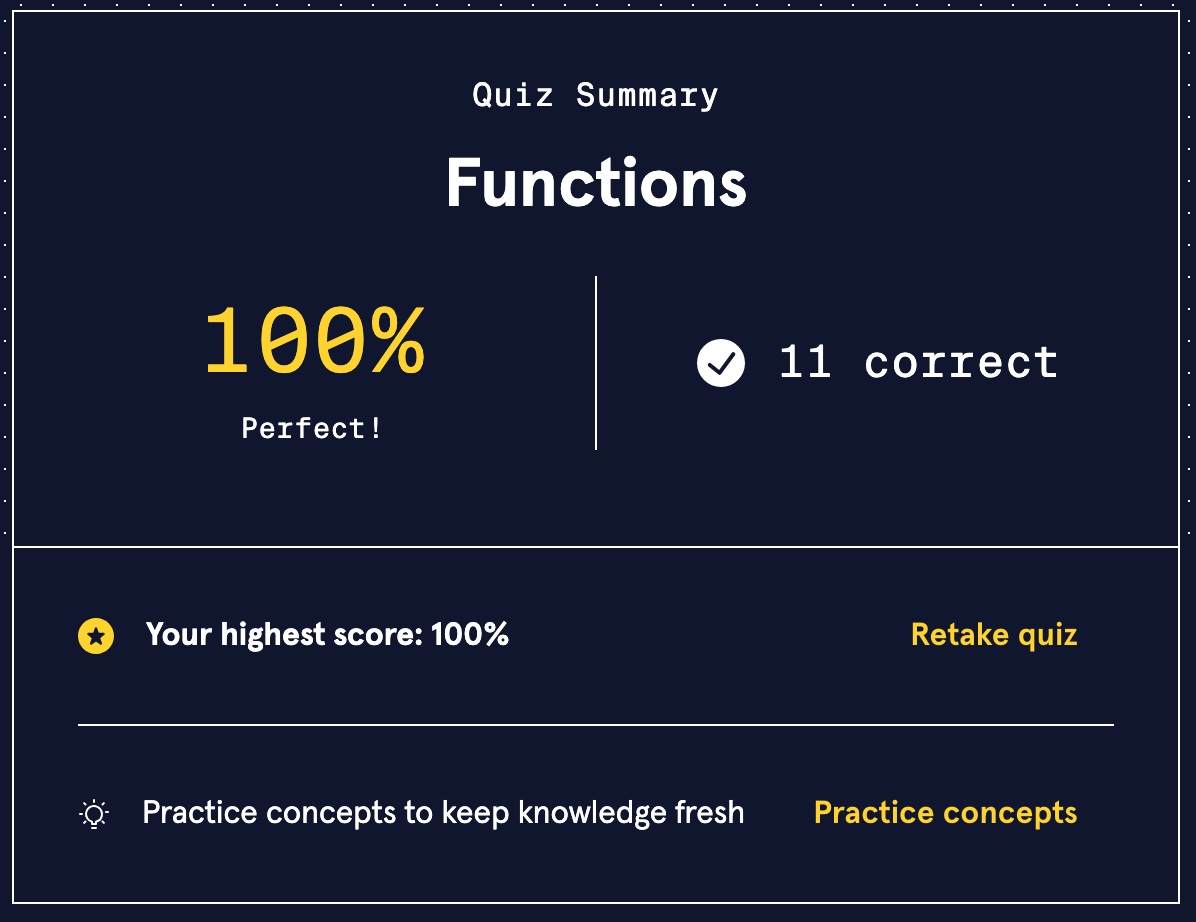 Quiz Summary
Functions
100%
Perfect!
11 correct
Your highest score: 100%
Retake quiz
Practice concepts to keep knowledge fresh
Practice concepts